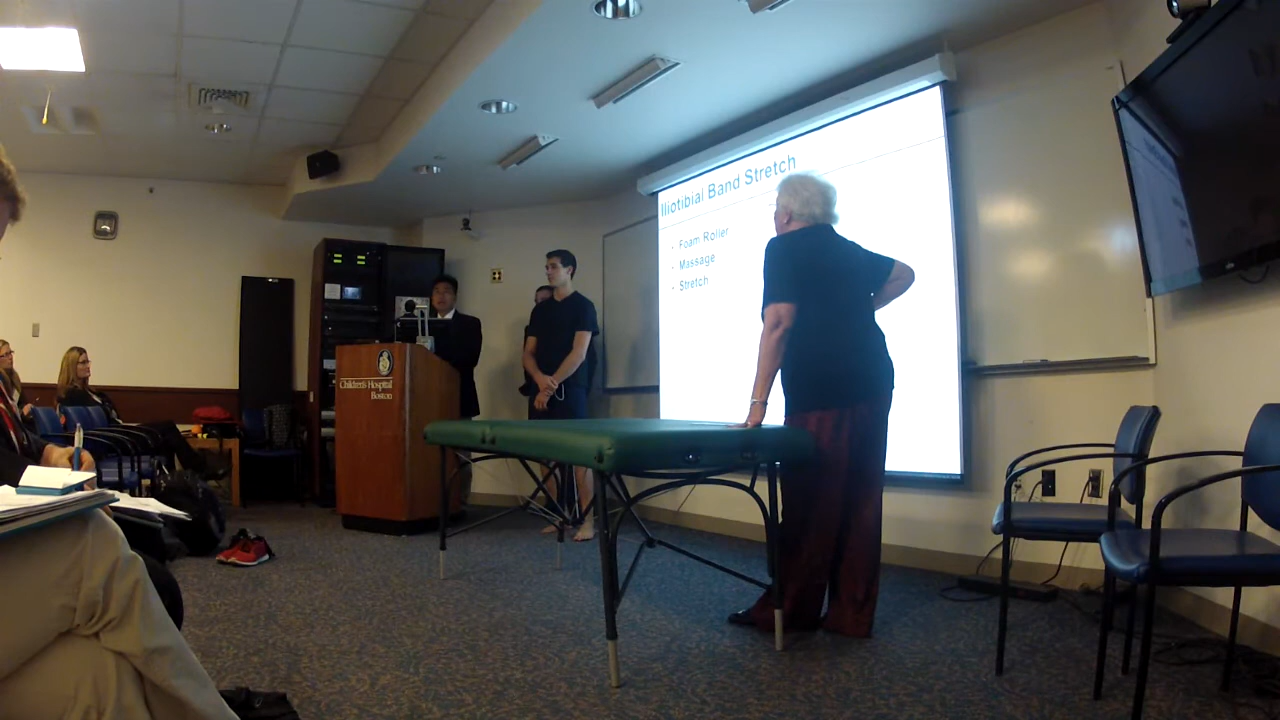 Iliotibial Band Stretch
• Foam Roller
• Massage
• Stretch
Children's Hospital
Boston